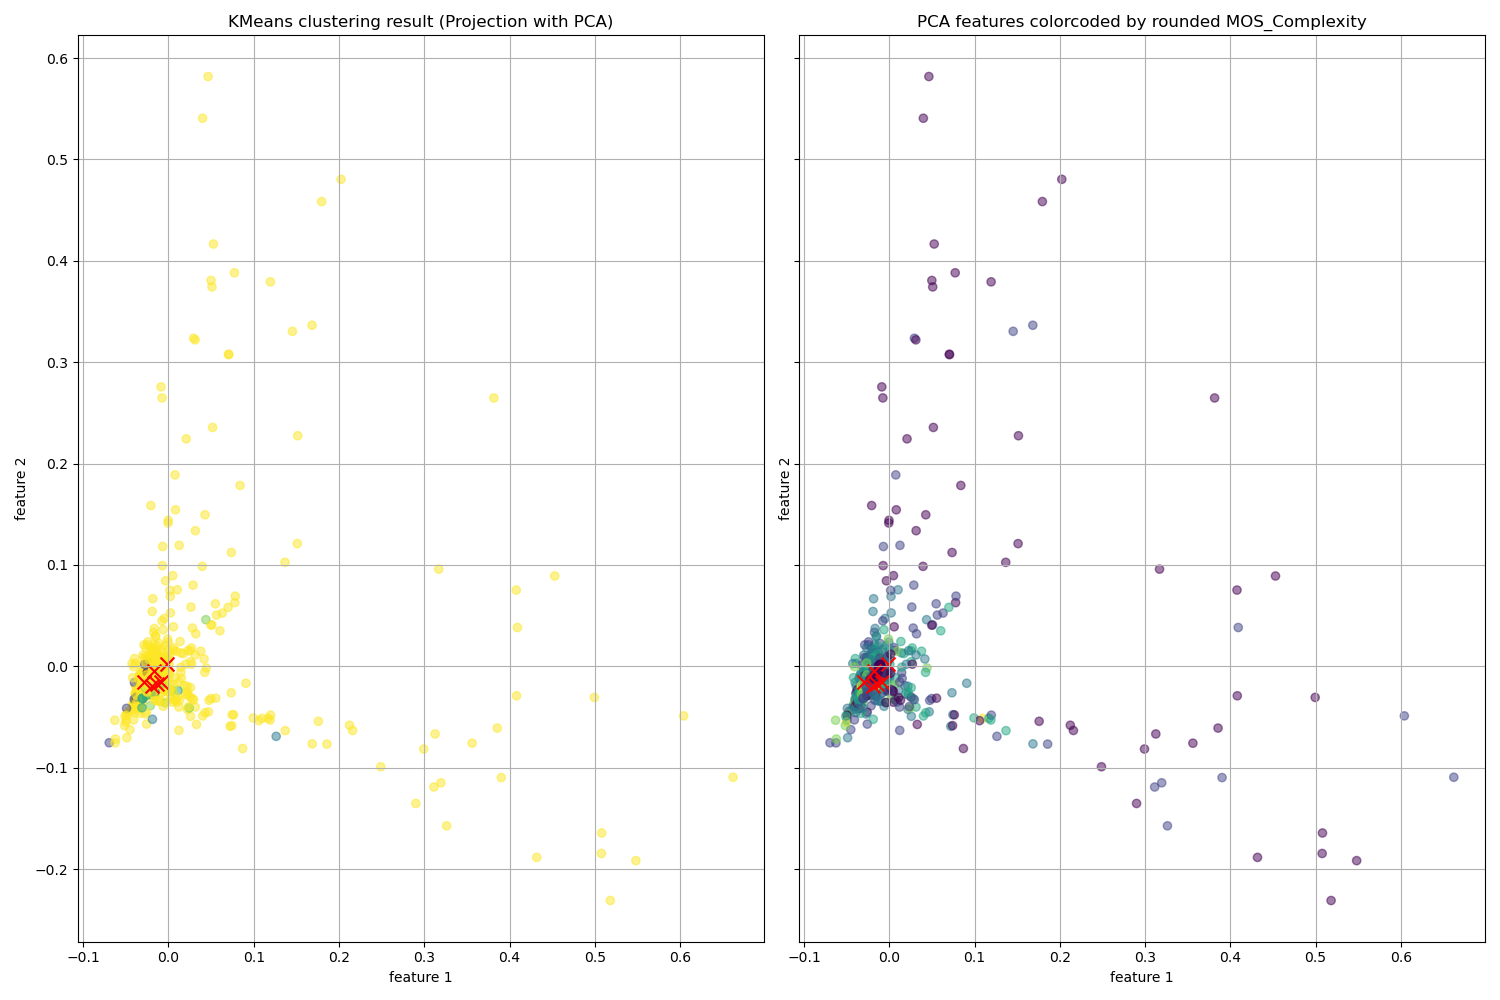 KMeans clustering result (Projection with PCA)
0.6
0.5
0.4
0.3
0.2
0.1
0.0
−0.1
−0.2
feature 2
−0.1 0.0 0.1 0.2 0.3 0.4 0.5 0.6
feature 1
PCA features colorcoded by rounded MOS_Complexity
feature 2
−0.1 0.0 0.1 0.2 0.3 0.4 0.5 0.6
feature 1